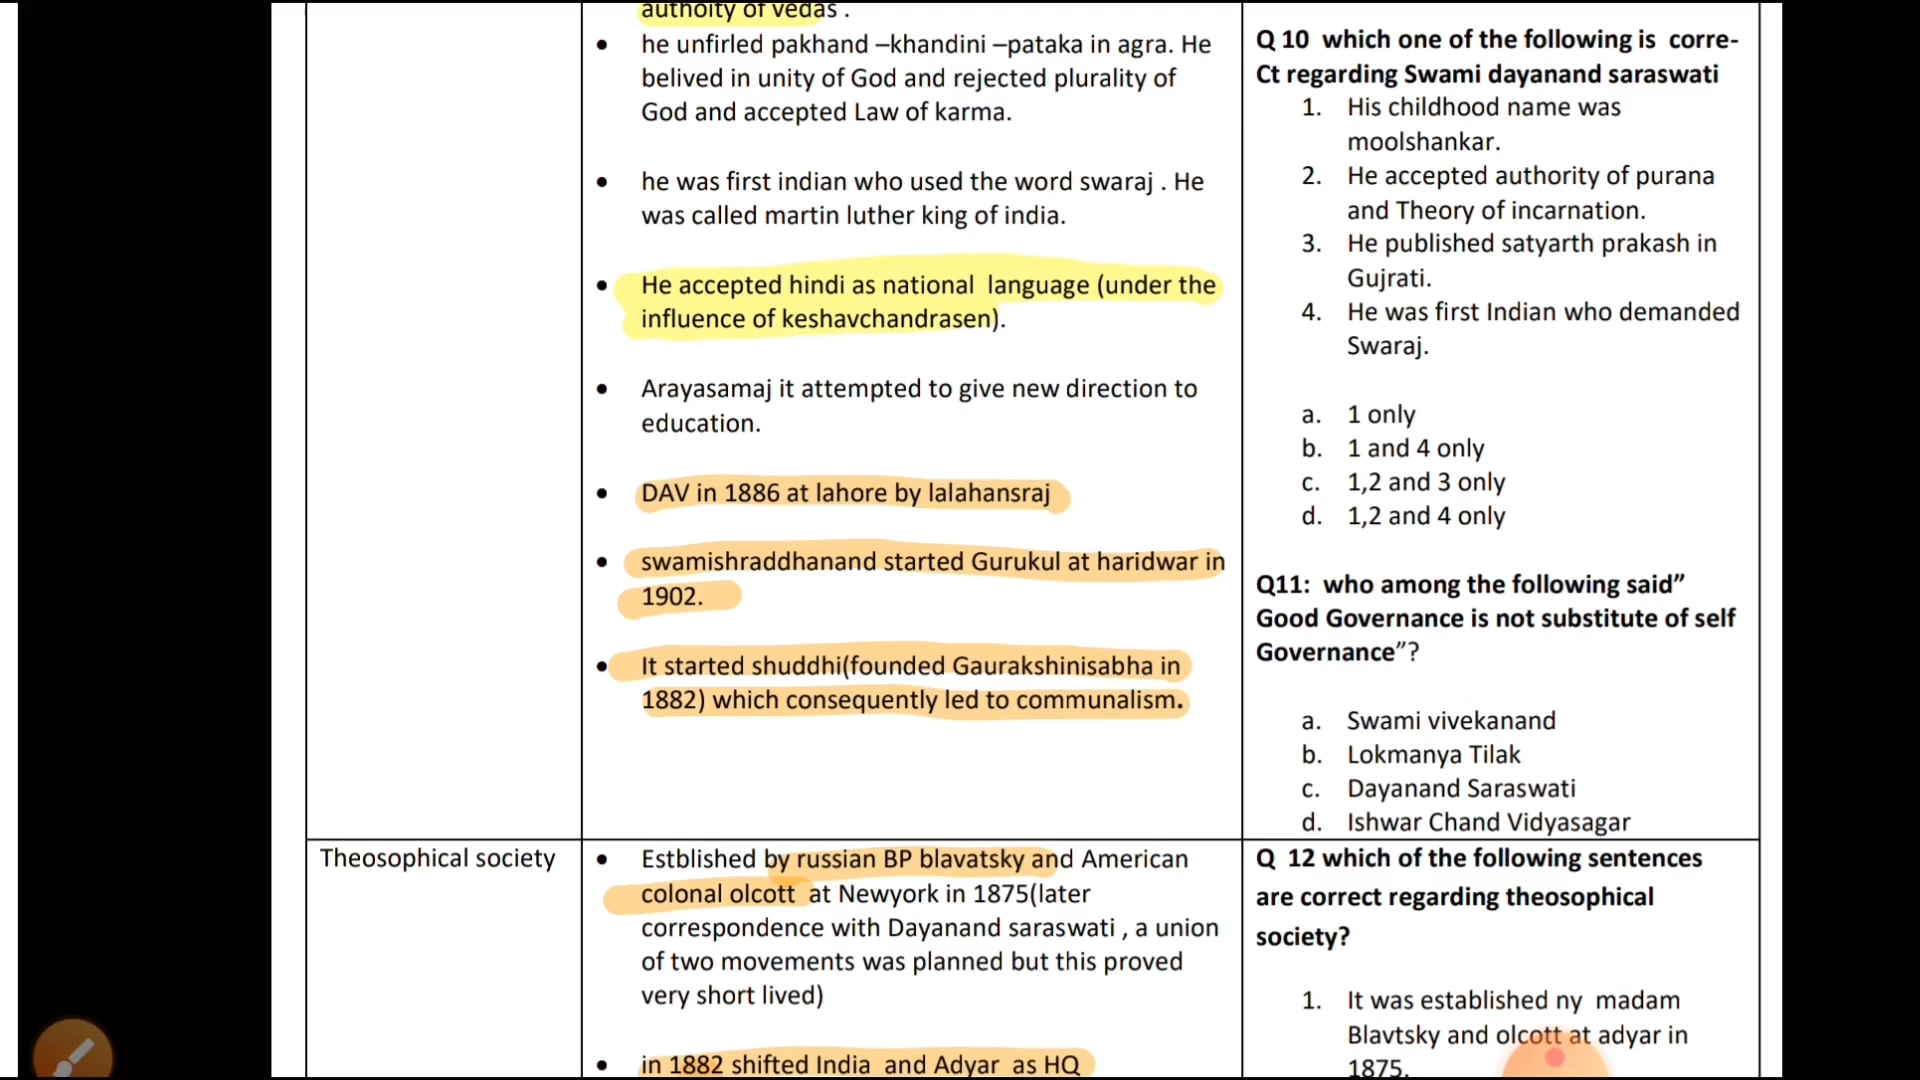 authoity of vedas .
he unfirled pakhand –khandini –pataka in agra. He
belived in unity of God and rejected plurality of
God and accepted Law of karma.
he was first indian who used the word swaraj . He
was called martin luther king of india.
He accepted hindi as national language (under the
influence of keshavchandrasen).
Arayasamaj it attempted to give new direction to
education.
DAV in 1886 at lahore by lalahansraj
swamishraddhanand started Gurukul at haridwar in
1902.
It started shuddhi(founded Gaurakshinisabha in
1882) which consequently led to communalism.
Q 10 which one of the following is corre-
Ct regarding Swami dayanand saraswati
1. His childhood name was
moolshankar.
2. He accepted authority of purana
and Theory of incarnation.
3. He published satyarth prakash in
Gujrati.
4. He was first Indian who demanded
Swaraj.
a. 1 only
b. 1 and 4 only
c. 1,2 and 3 only
d. 1,2 and 4 only
Q11: who among the following said”
Good Governance is not substitute of self
Governance”?
a. Swami vivekanand
b. Lokmanya Tilak
c. Dayanand Saraswati
d. Ishwar Chand Vidyasagar
Theosophical society
Estblished by russian BP blavatsky and American
colonal olcott at Newyork in 1875(later
correspondence with Dayanand saraswati , a union
of two movements was planned but this proved
very short lived)
in 1882 shifted India and Adyar as HQ
Q 12 which of the following sentences
are correct regarding theosophical
society?
1. It was established ny madam
Blavtsky and olcott at adyar in
1875.